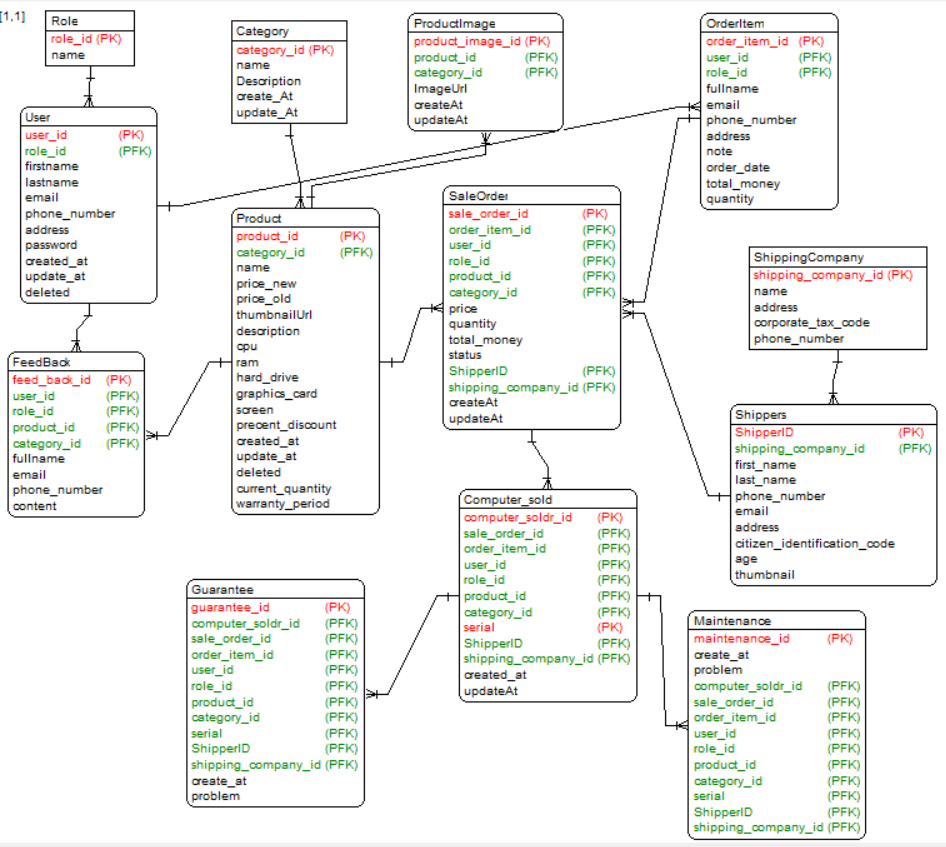 [1,1]
Role
role_id (PK)
name
Category
category_id (PK)
name
Description
create_At
update_At
ProductImage
product_image_id (PK)
product_id (PFK)
category_id (PFK)
ImageUrl
createAt
updateAt
OrderItem
order_item_id (PK)
user_id (PFK)
role_id (PFK)
fullname
email
phone_number
address
note
order_date
total_money
quantity
User
user_id (PK)
role_id (PFK)
firstname
lastname
email
phone_number
address
password
created_at
update_at
deleted
Product
product_id (PK)
category_id (PFK)
name
price_new
price_old
thumbnailUrl
description
cpu
ram
hard_drive
graphics_card
screen
precent_discount
created_at
update_at
deleted
current_quantity
warranty_period
SaleOrder
sale_order_id (PK)
order_item_id (PFK)
user_id (PFK)
role_id (PFK)
product_id (PFK)
category_id (PFK)
price
quantity
total_money
status
ShipperID (PFK)
shipping_company_id (PFK)
createAt
updateAt
ShippingCompany
shipping_company_id (PK)
name
address
corporate_tax_code
phone_number
FeedBack
feed_back_id (PK)
user_id (PFK)
role_id (PFK)
product_id (PFK)
category_id (PFK)
fullname
email
phone_number
content
Shippers
ShipperID (PK)
shipping_company_id (PFK)
first_name
last_name
phone_number
email
address
citizen_identification_code
age
thumbnail
Computer_sold
computer_soldr_id (PK)
sale_order_id (PFK)
order_item_id (PFK)
user_id (PFK)
role_id (PFK)
product_id (PFK)
category_id (PFK)
serial (PK)
ShipperID (PFK)
shipping_company_id (PFK)
created_at
updateAt
Guarantee
guarantee_id (PK)
computer_soldr_id (PFK)
sale_order_id (PFK)
order_item_id (PFK)
user_id (PFK)
role_id (PFK)
product_id (PFK)
category_id (PFK)
serial (PFK)
ShipperID (PFK)
shipping_company_id (PFK)
create_at
problem
Maintenance
maintenance_id (PK)
create_at
problem
computer_soldr_id (PFK)
sale_order_id (PFK)
order_item_id (PFK)
user_id (PFK)
role_id (PFK)
product_id (PFK)
category_id (PFK)
serial (PFK)
ShipperID (PFK)
shipping_company_id (PFK)